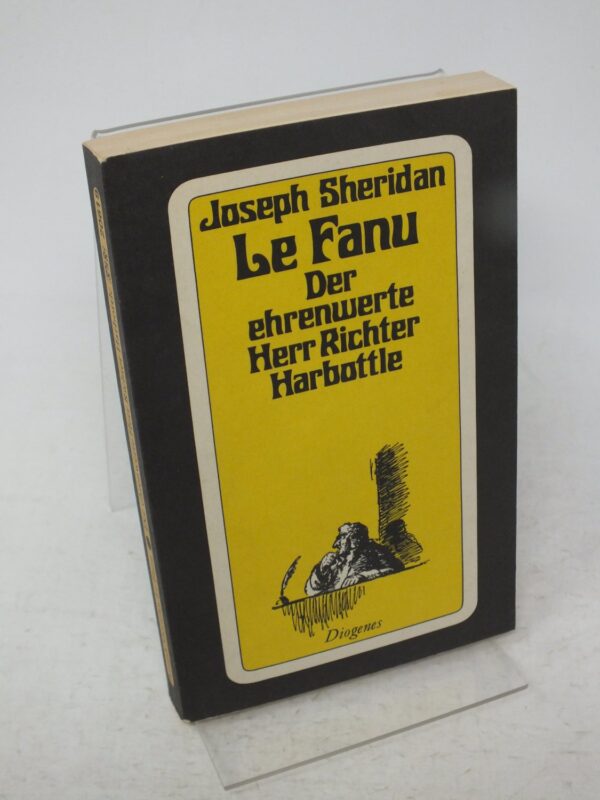 Joseph Sheridan
Le Fanu
Der
ehrenwerte
Herr Richter
Harbottle
Diogenes